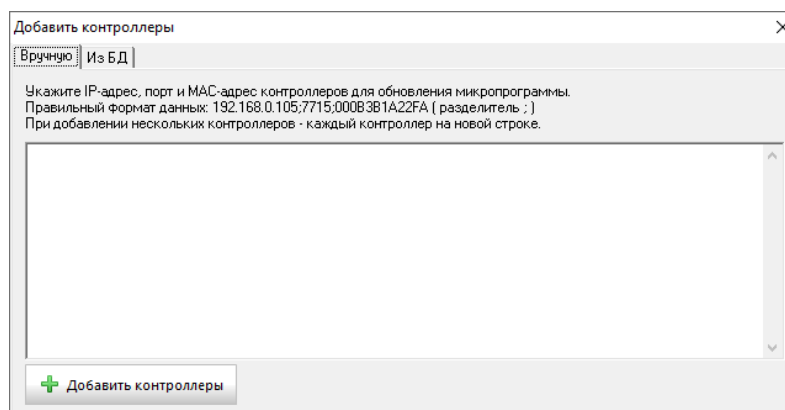 Добавить контроллеры
Вручную Из БД
Укажите IP-адрес, порт и MAC-адрес контроллеров для обновления микропрограммы.
Правильный формат данных: 192.168.0.105;7715;000B3B1A22FA ( разделитель ; )
При добавлении нескольких контроллеров - каждый контроллер на новой строке.
Добавить контроллеры